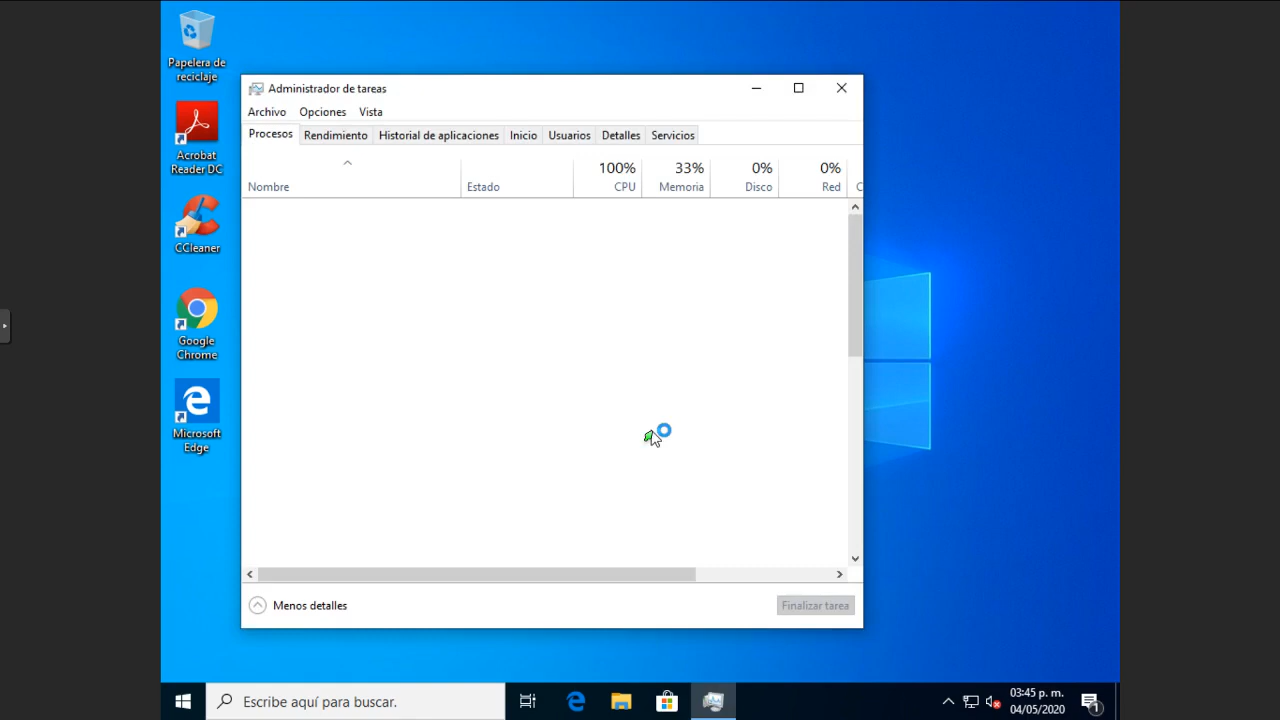 Papelera de
reciclaje
Acrobat
Reader DC
CCleaner
Google
Chrome
Microsoft
Edge
Administrador de tareas
Archivo Opciones Vista
Procesos Rendimiento Historial de aplicaciones Inicio Usuarios Detalles Servicios
100% 33% 0% 0%
Nombre Estado CPU Memoria Disco Red C
Menos detalles Finalizar tarea
Escribe aquí para buscar.
03:45 p. m.
04/05/2020
1